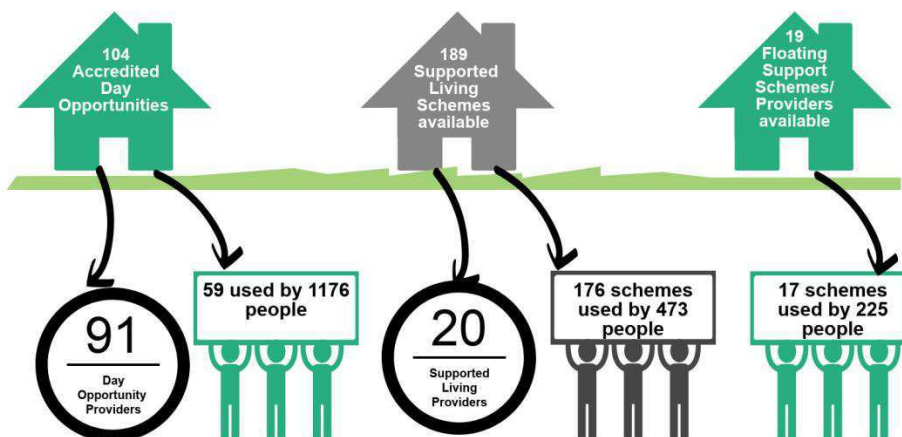 104
Accredited
Day
Opportunities
189
Supported
Living
Schemes
available
19
Floating
Support
Schemes/
Providers
available
91
Day
Opportunity
Providers
59 used by 1176
people
20
Supported
Living
Providers
176 schemes
used by 473
people
17 schemes
used by 225
people